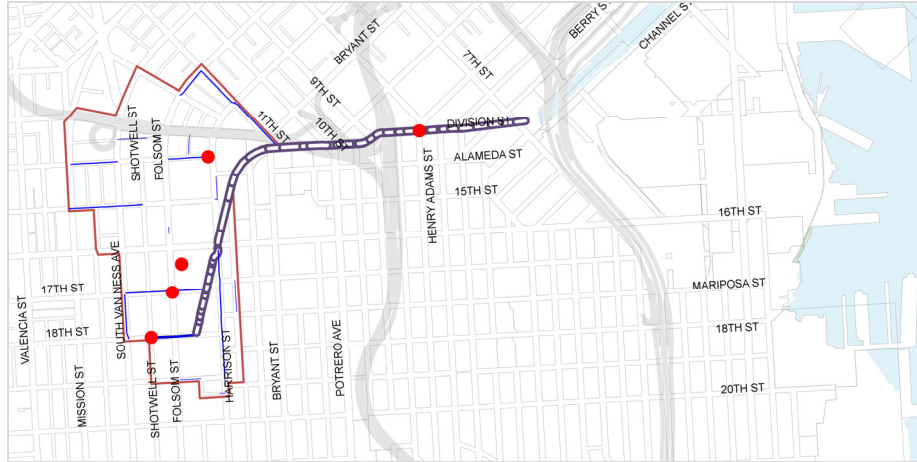 BERRY ST
CHANNEL ST
BRYANT ST
7TH ST
9TH ST
11TH ST
10TH ST
DIVISION ST
SHOTWELL ST
FOLSOM ST
ALAMEDA ST
HENRY ADAMS ST
15TH ST
16TH ST
SOUTH VAN NESS AVE
17TH ST
MARIPOSA ST
VALENCIA ST
18TH ST
18TH ST
MISSION ST
SHOTWELL ST
FOLSOM ST
HARRISON ST
BRYANT ST
POTRERO AVE
20TH ST